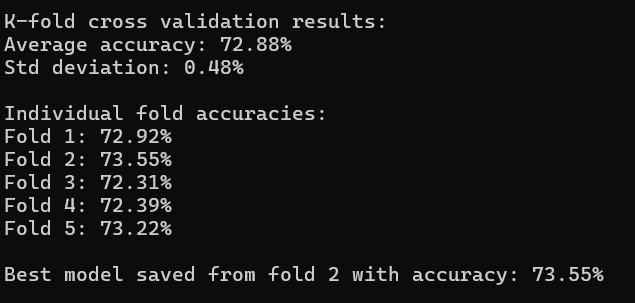 K-fold cross validation results:
Average accuracy: 72.88%
Std deviation: 0.48%
Individual fold accuracies:
Fold 1: 72.92%
Fold 2: 73.55%
Fold 3: 72.31%
Fold 4: 72.39%
Fold 5: 73.22%
Best model saved from fold 2 with accuracy: 73.55%